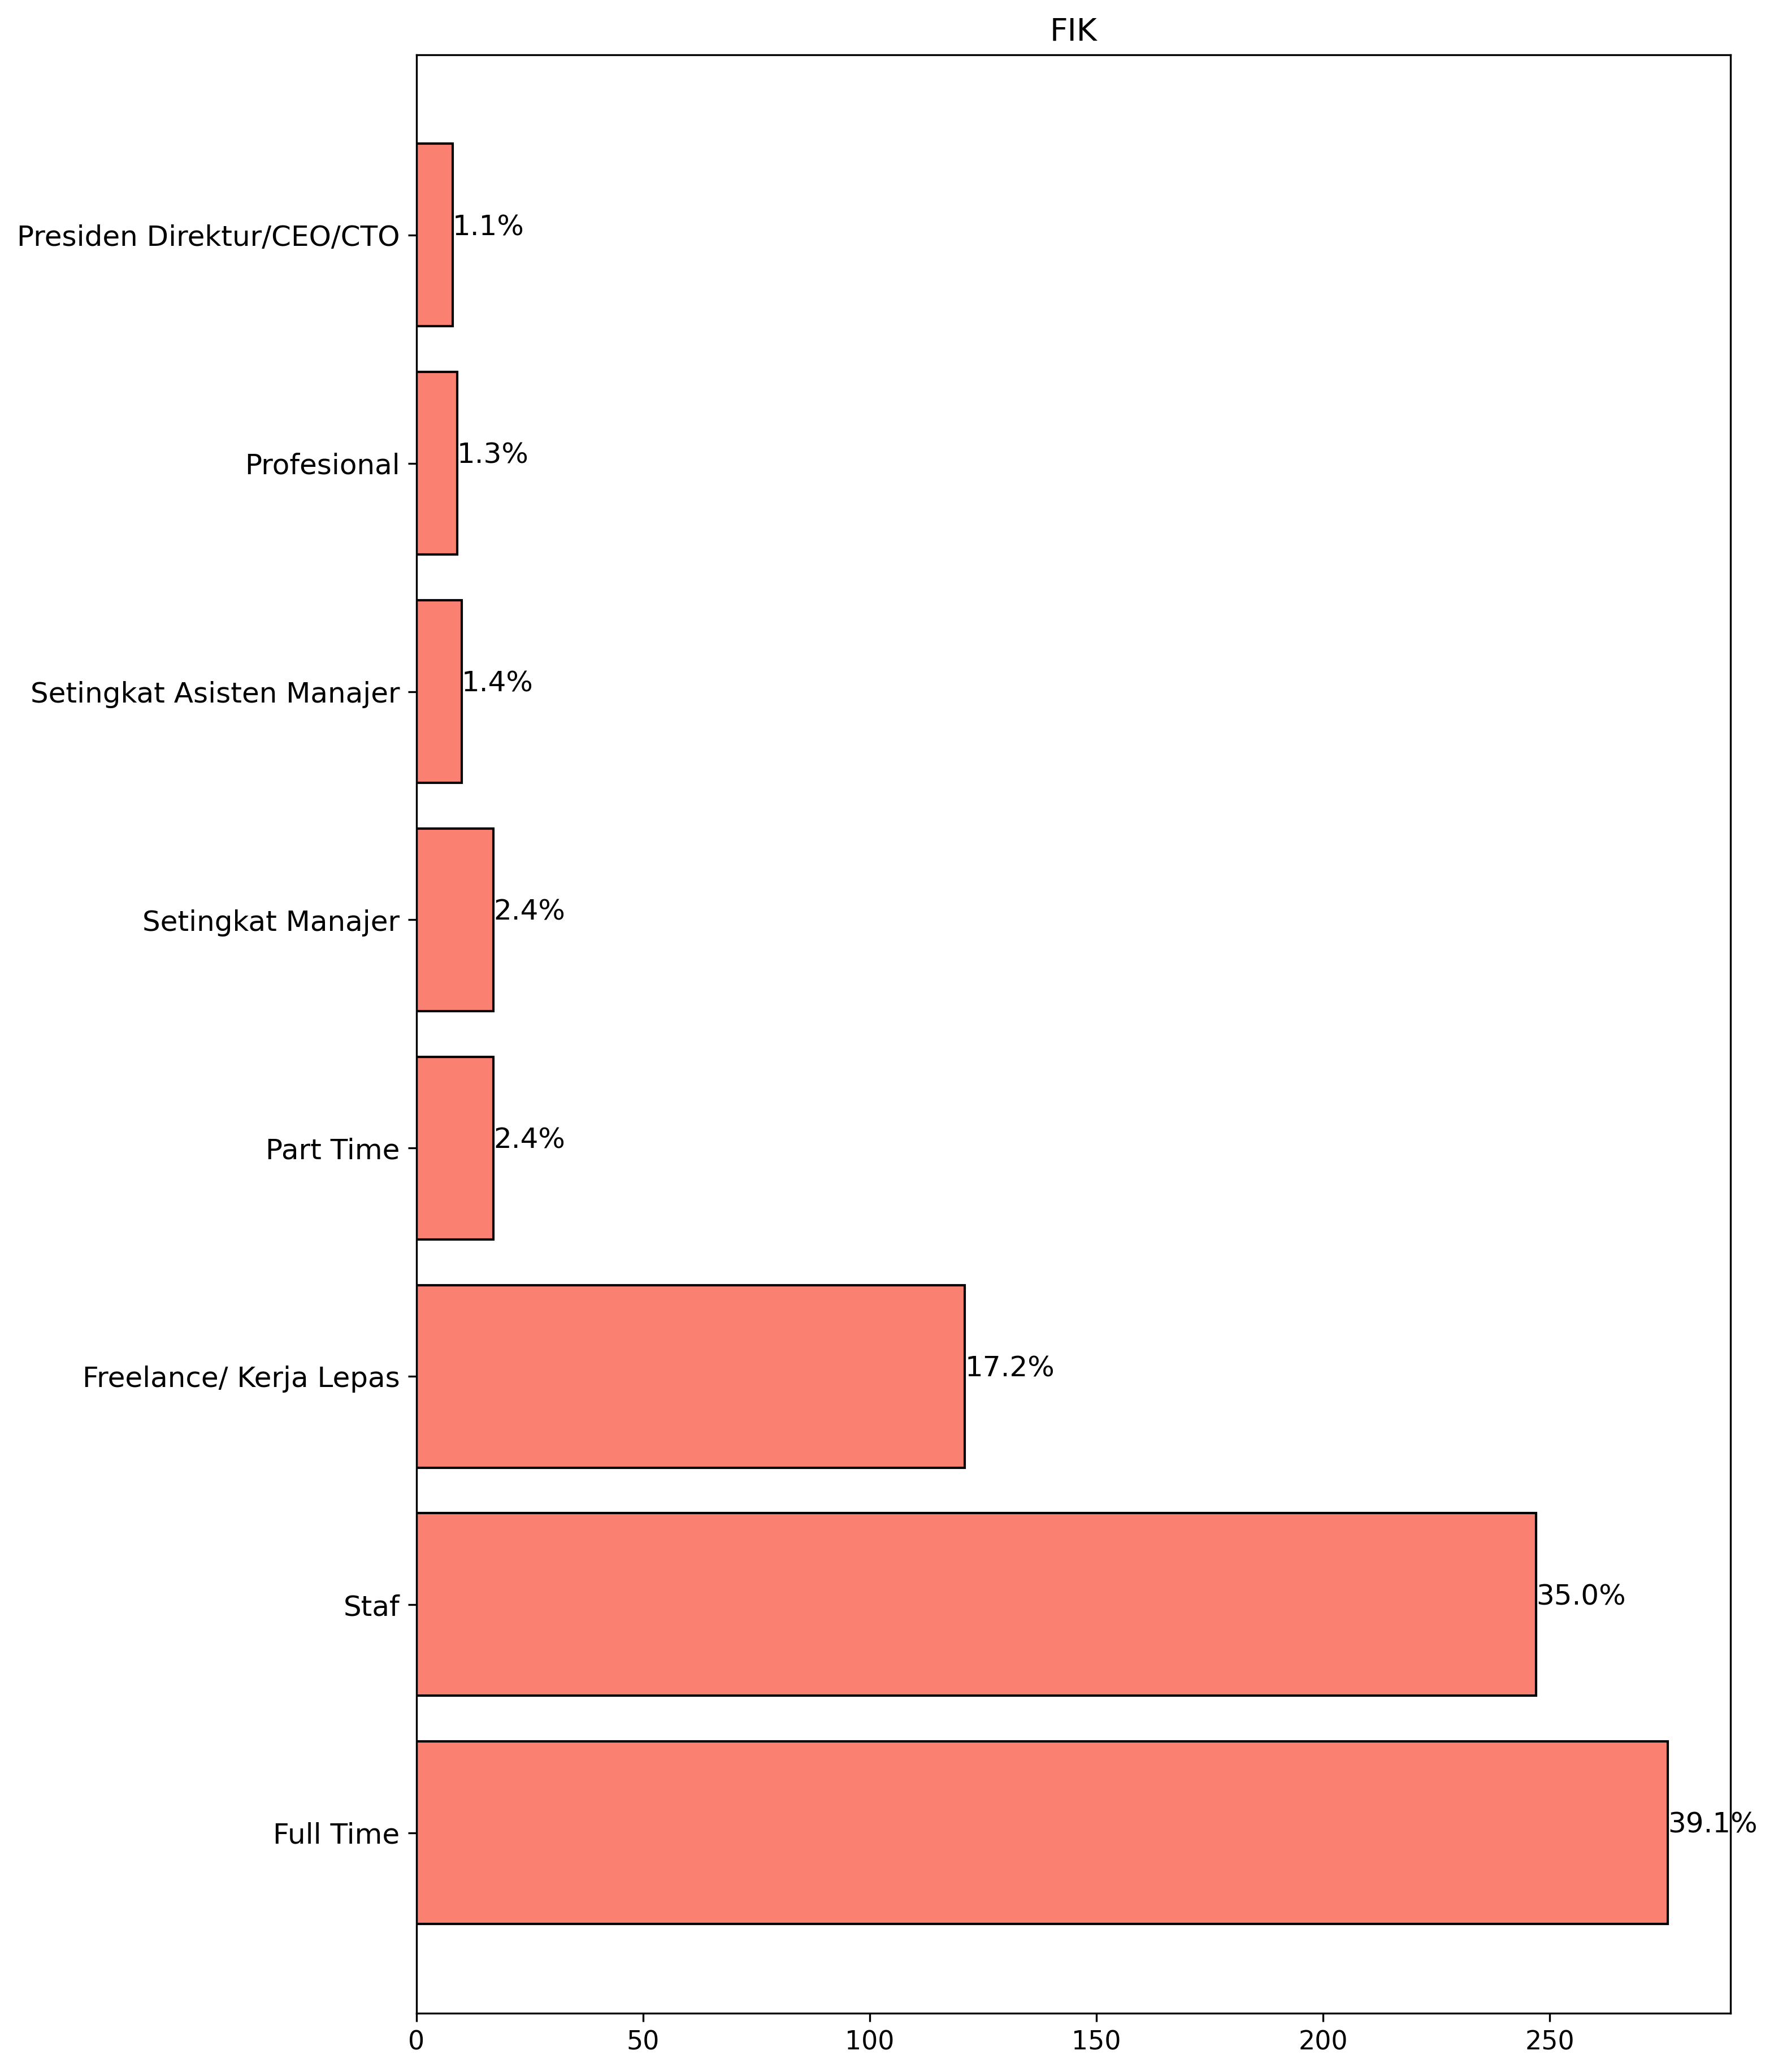 FIK
Presiden Direktur/CEO/CTO
1.1%
Profesional
1.3%
Setingkat Asisten Manajer
1.4%
Setingkat Manajer
2.4%
Part Time
2.4%
Freelance/ Kerja Lepas
17.2%
Staf
35.0%
Full Time
39.1%
0 50 100 150 200 250